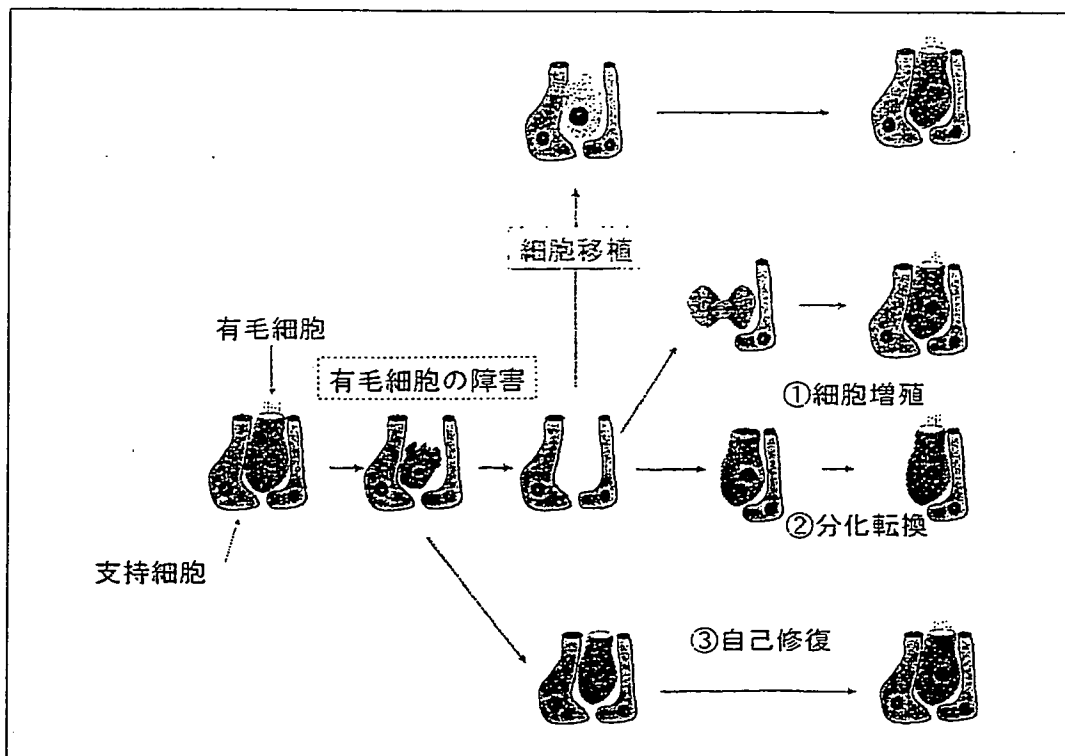 細胞移植
有毛細胞
有毛細胞の障害
①細胞増殖
②分化転換
支持細胞
③自己修復